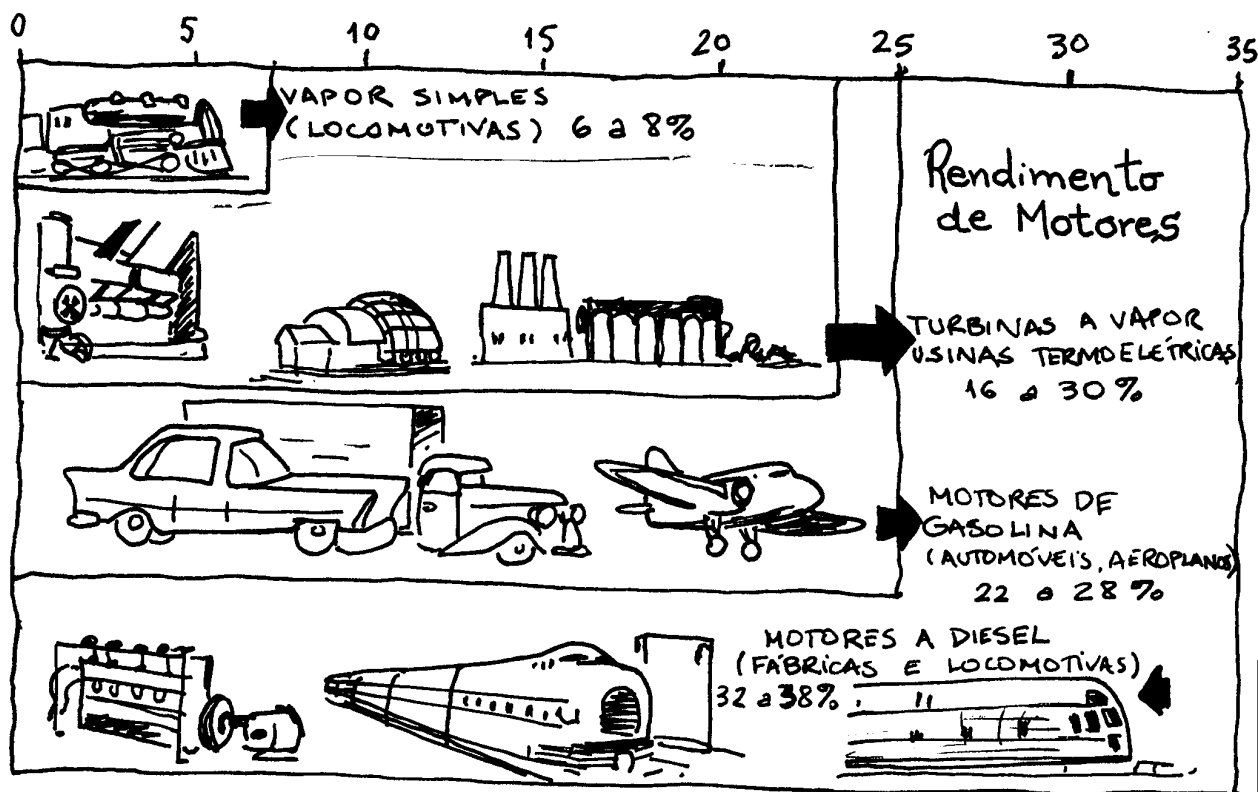 0 5 10 15 20 25 30 35
VAPOR SIMPLES
(LOCOMOTIVAS) 6 a 8%
Rendimento
de Motores
TURBINAS A VAPOR
USINAS TERMOELÉTRICAS
16 a 30%
MOTORES DE
GASOLINA
(AUTOMÓVEIS, AEROPLANOS)
22 a 28%
MOTORES A DIESEL
(FÁBRICAS E LOCOMOTIVAS)
32 a 38%